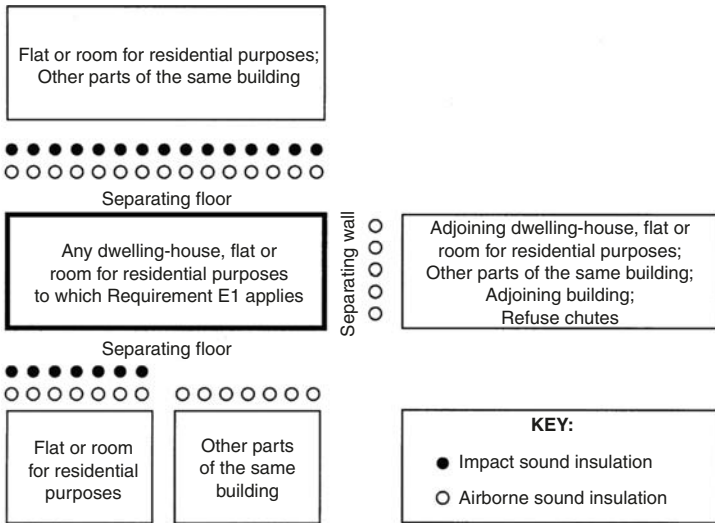 Flat or room for residential purposes;
Other parts of the same building
Separating floor
Any dwelling-house, flat or
room for residential purposes
to which Requirement E1 applies
Separating wall
Adjoining dwelling-house, flat or
room for residential purposes;
Other parts of the same building;
Adjoining building;
Refuse chutes
Separating floor
Flat or room
for residential
purposes
Other parts
of the same
building
KEY:
Impact sound insulation
Airborne sound insulation